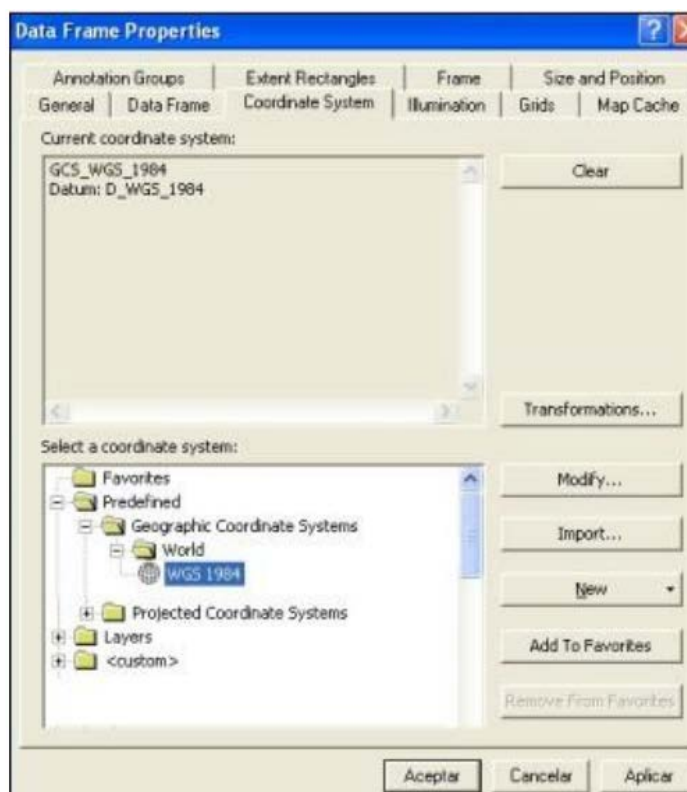 Data Frame Properties
Annotation Groups Extent Rectangles Frame Size and Position
General Data Frame Coordinate System Illumination Grids Map Cache
Current coordinate system:
GCS_WGS_1984
Datum: D_WGS_1984
Clear
Transformations...
Select a coordinate system:
Favorites
Predefined
Geographic Coordinate Systems
World
WGS 1984
Projected Coordinate Systems
Layers
<custom>
Modify...
Import...
New
Add To Favorites
Remove From Favorites
Aceptar Cancelar Aplicar